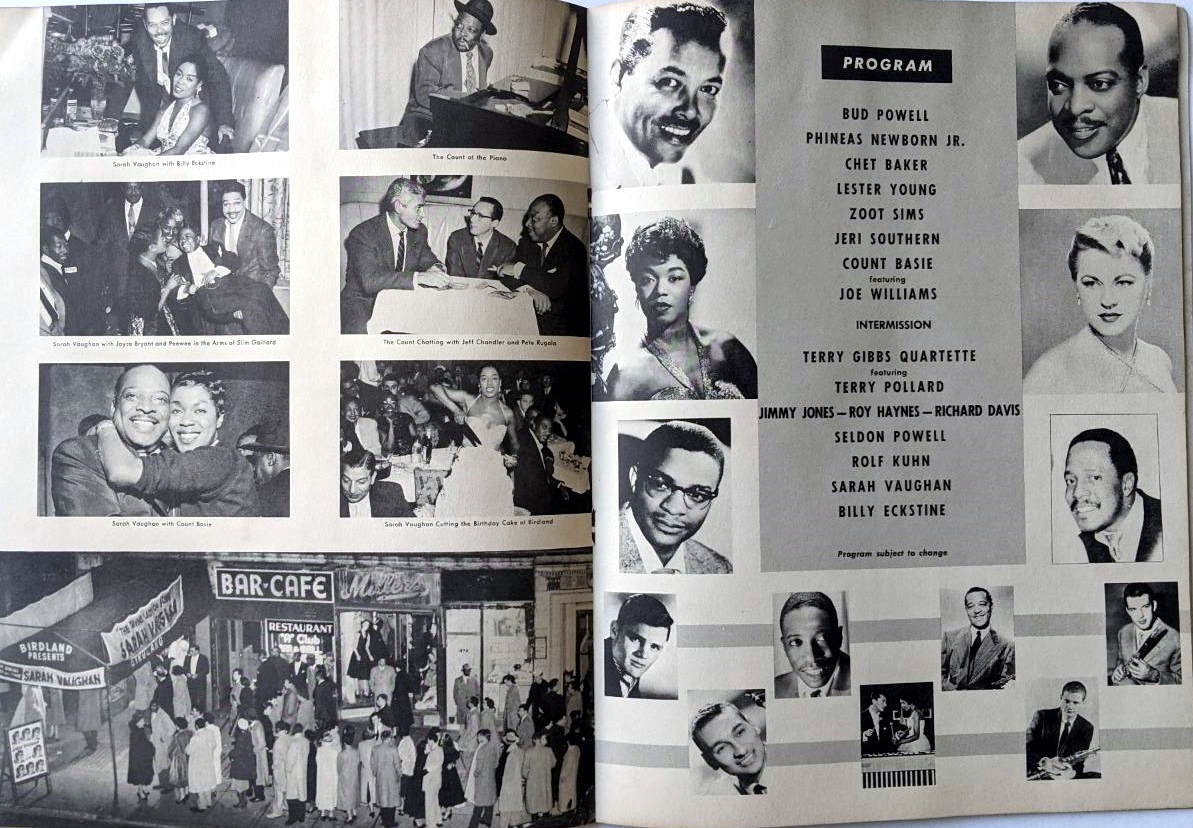 Sarah Vaughan with Billy Eckstine
The Count at the Piano
Sarah Vaughan with Joyce Bryant and Peewee in the Arms of Slim Gaillard
The Count Chatting with Jeff Chandler and Pete Rugolo
Sarah Vaughan with Count Basie
Sarah Vaughan Cutting the Birthday Cake at Birdland
BAR-CAFE
RESTAURANT
BIRDLAND
PRESENTS
SARAH VAUGHAN
PROGRAM
BUD POWELL
PHINEAS NEWBORN JR.
CHET BAKER
LESTER YOUNG
ZOOT SIMS
JERI SOUTHERN
COUNT BASIE
featuring
JOE WILLIAMS
INTERMISSION
TERRY GIBBS QUARTETTE
featuring
TERRY POLLARD
JIMMY JONES — ROY HAYNES — RICHARD DAVIS
SELDON POWELL
ROLF KUHN
SARAH VAUGHAN
BILLY ECKSTINE
Program subject to change